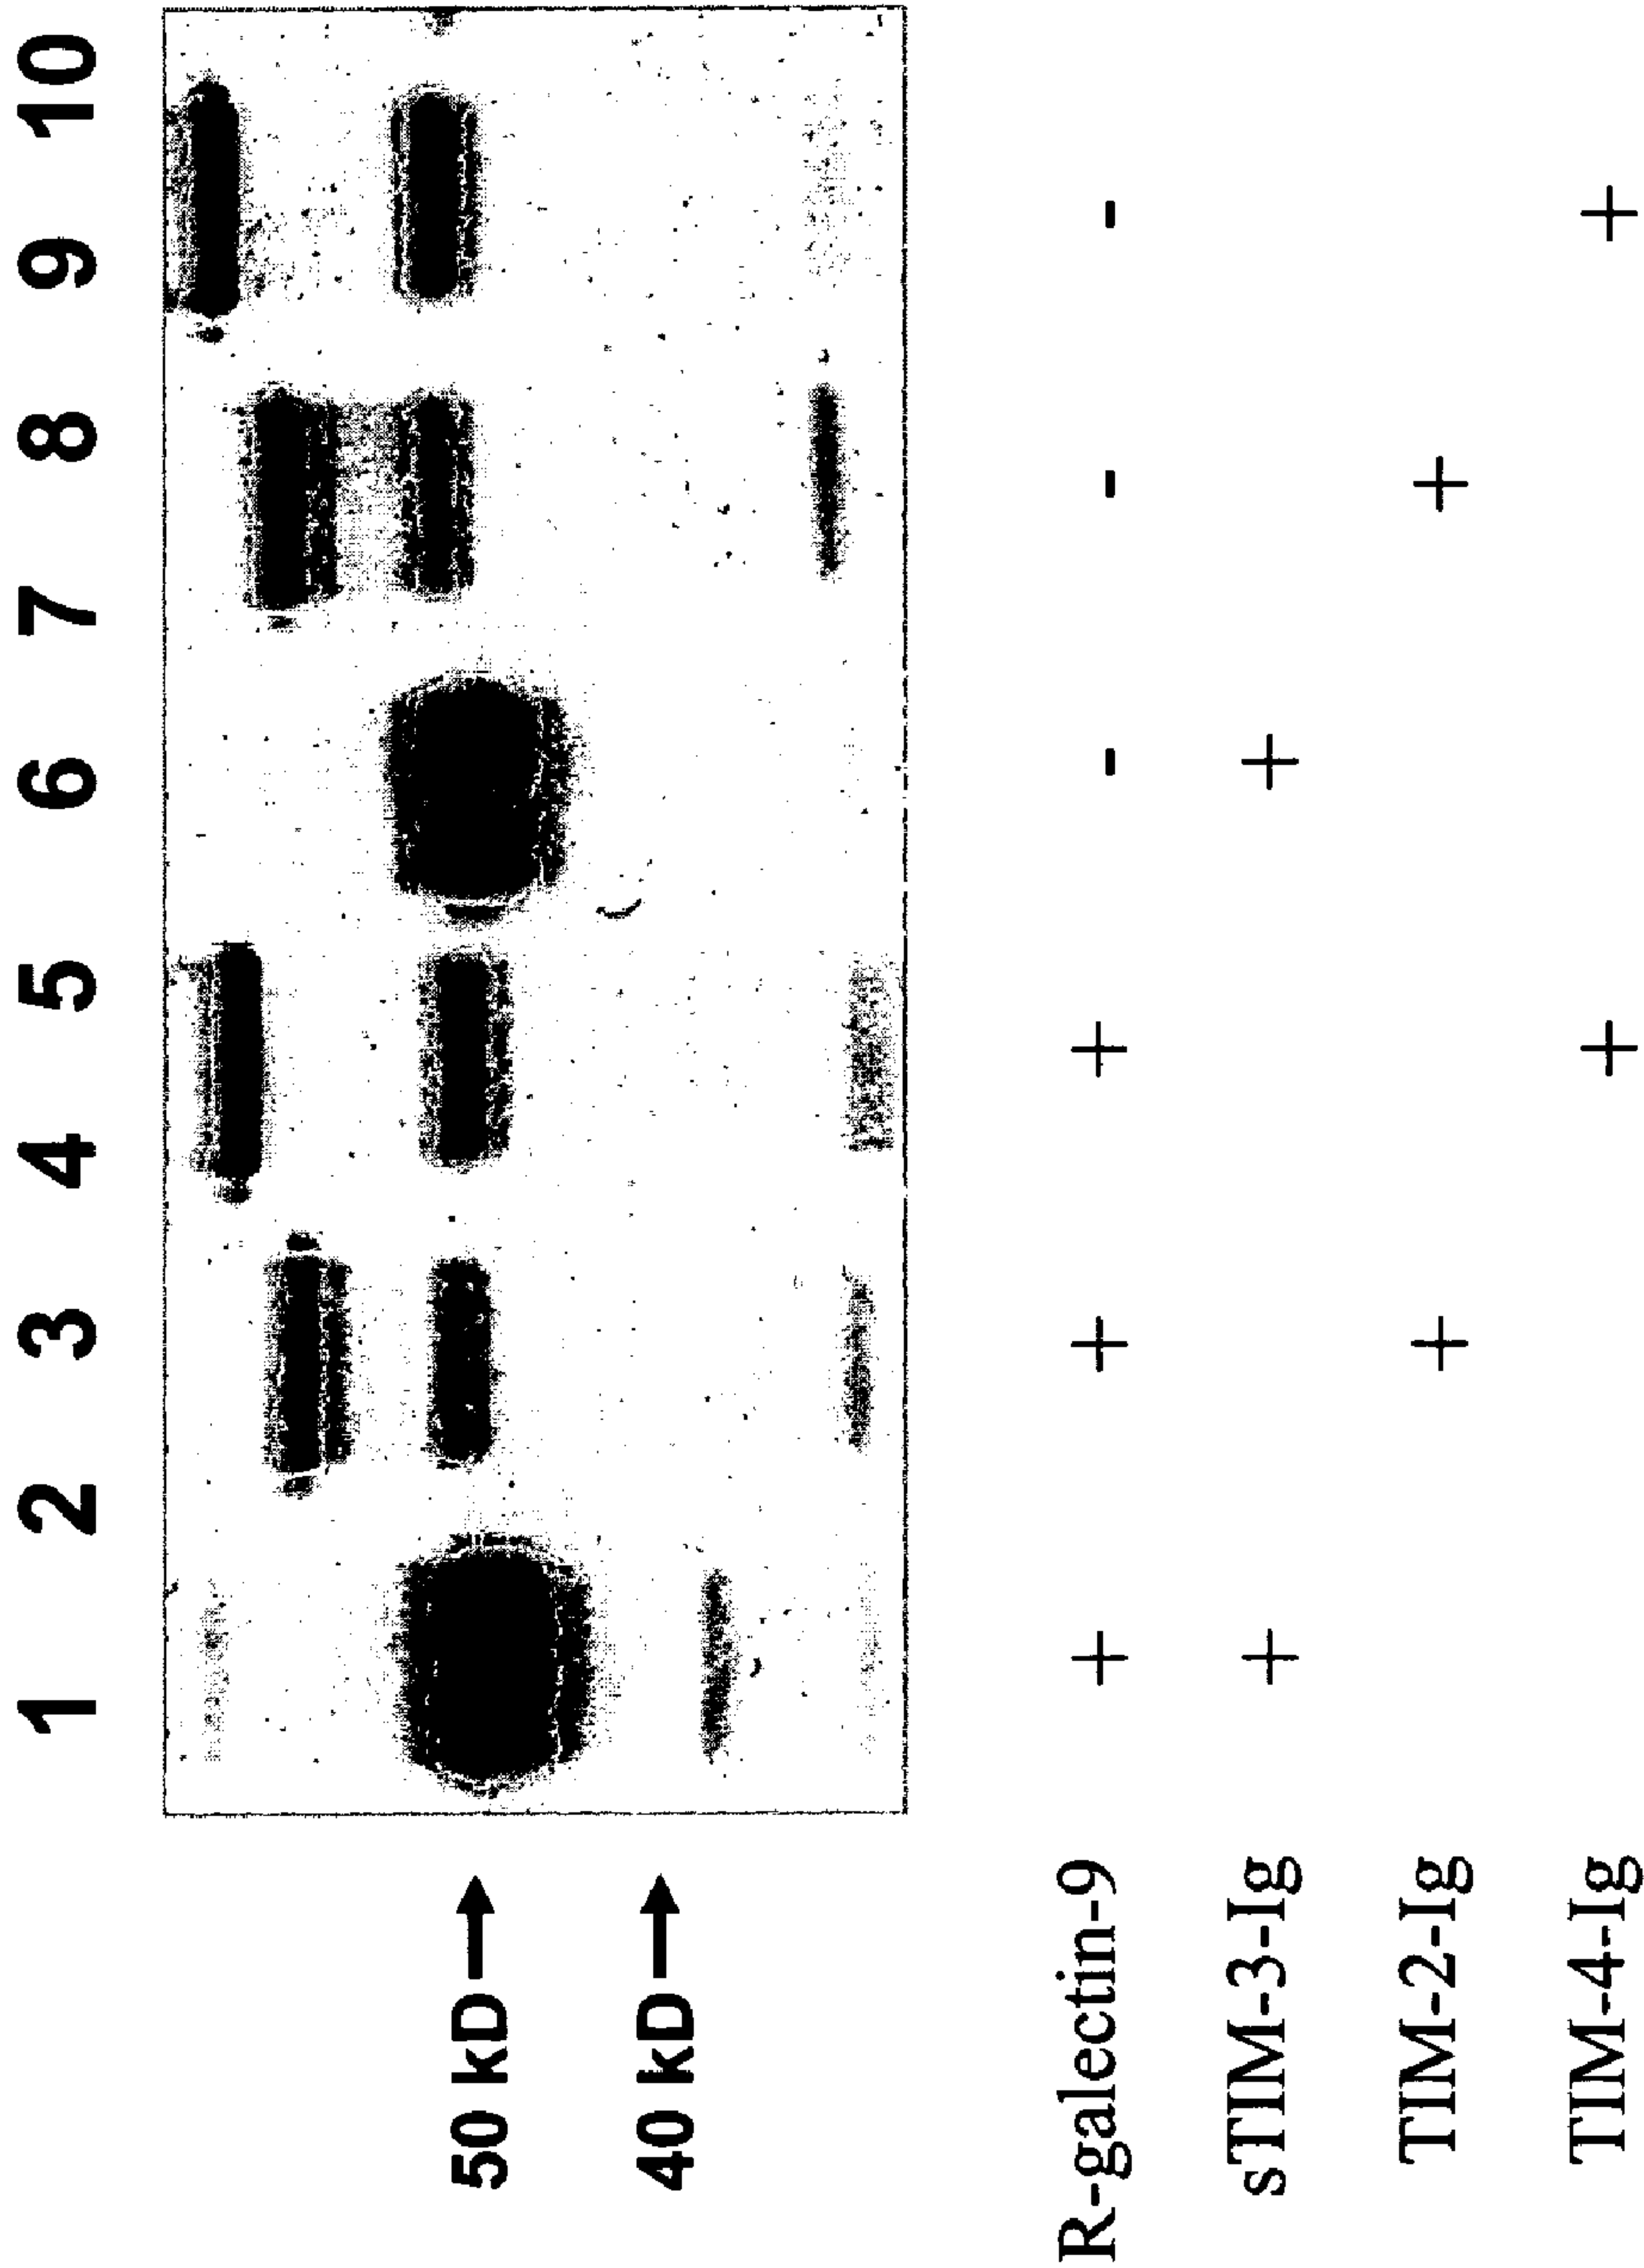 1 2 3 4 5 6 7 8 9 10
50 kD
40 kD
R-galectin-9 + + + - - -
sTIM-3-Ig + +
TIM-2-Ig + +
TIM-4-Ig + +